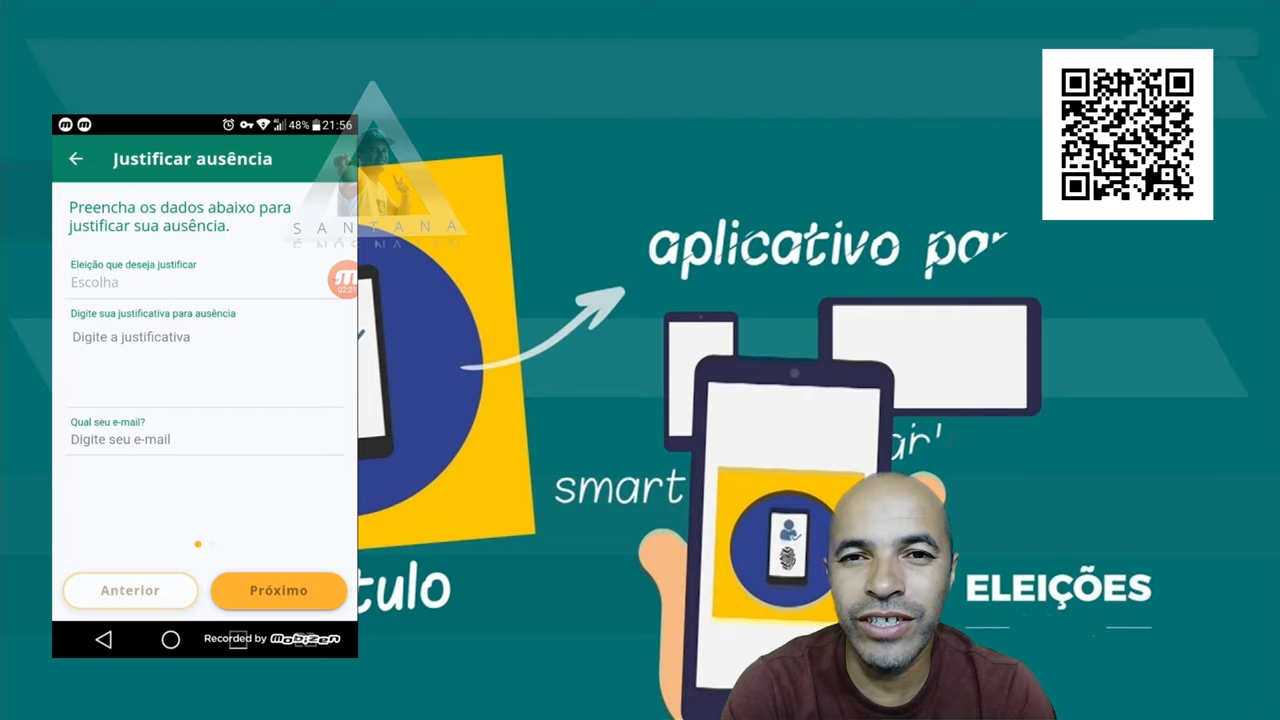 48% 21:56
Justificar ausência
Preencha os dados abaixo para
justificar sua ausência.
Eleição que deseja justificar
Escolha
Digite sua justificativa para ausência
Digite a justificativa
Qual seu e-mail?
Digite seu e-mail
Anterior
Próximo
Recorded by mobizen
SANTANA
aplicativo par
smart
tulo
ELEIÇÕES